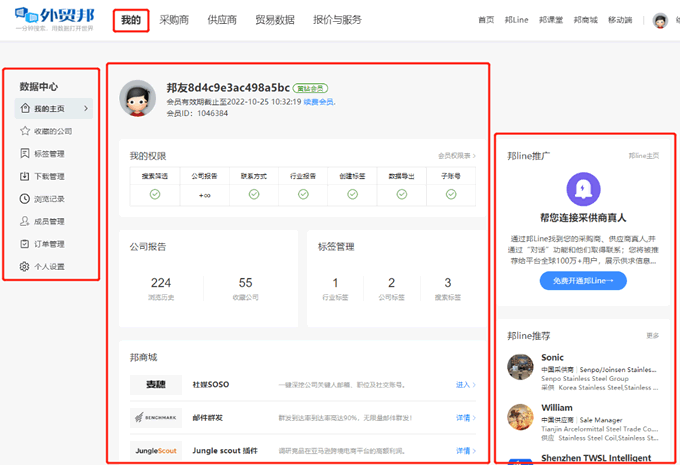 外贸邦
一分钟搜索、用数据打开世界
我的
采购商
供应商
贸易数据
报价与服务
首页
邦Line
邦课堂
邦商城
移动端
数据中心
我的主页
收藏的公司
标签管理
下载管理
浏览记录
成员管理
订单管理
个人设置
邦友8d4c9e3ac498a5bc
富钻会员
会员有效期截止至2022-10-25 10:32:19 续费会员.
会员ID: 1046384
我的权限
会员权限表
搜索筛选 公司报告 联系方式 行业报告 创建标签 数据导出 子账号
+∞
公司报告
224
浏览历史
55
收藏公司
标签管理
1
行业标签
2
公司标签
3
搜索标签
邦商城
麦穗
社媒SOSO
一键深挖公司关键人邮箱、职位及社交账号。
进入
BENCHMARK
邮件群发
群发到达率到达率高达90%，无限量邮件群发！
详情
JungleScout
Jungle scout 插件
调研商品在亚马逊跨境电商平台的高额利润。
详情
邦line推广
邦line主页
帮您连接采供商真人
通过邦Line找到您的采购商、供应商真人,并
通过“对话”功能和他们取得联系；您将被推
荐给平台全球100万+用户，展示供求信息...
免费开通邦Line→
邦line推荐
更多
Sonic
中国采供商 | Senpo/Joinsen Stainles...
Senpo Stainless Steel Group
采供 Korea Stainless Steel,Stainless ...
William
中国供应商 | Sale Manager
Tianjin Arcelormittal Steel Trade Co....
供应 Stainless Steel Coil,Stainless St...
Shenzhen TWSL Intelligent